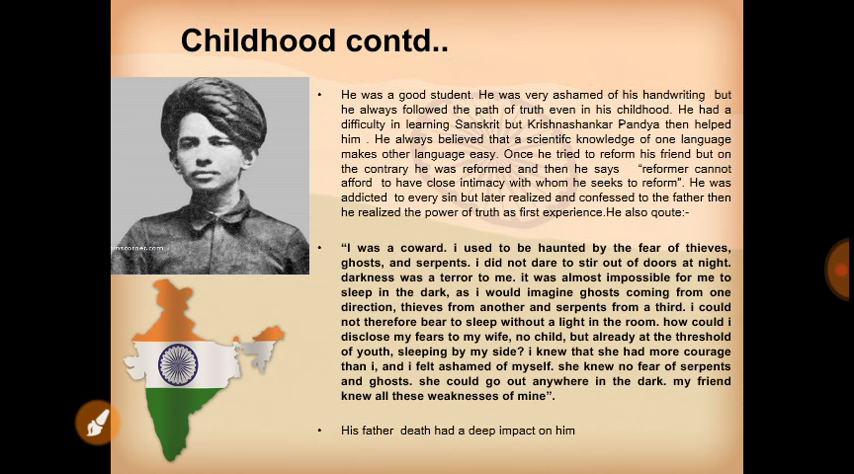 Childhood contd..
• He was a good student. He was very ashamed of his handwriting but
he always followed the path of truth even in his childhood. He had a
difficulty in learning Sanskrit but Krishnashankar Pandya then helped
him . He always believed that a scientifc knowledge of one language
makes other language easy. Once he tried to reform his friend but on
the contrary he was reformed and then he says “reformer cannot
afford to have close intimacy with whom he seeks to reform”. He was
addicted to every sin but later realized and confessed to the father then
he realized the power of truth as first experience.He also qoute:-
• “I was a coward. i used to be haunted by the fear of thieves,
ghosts, and serpents. i did not dare to stir out of doors at night.
darkness was a terror to me. it was almost impossible for me to
sleep in the dark, as i would imagine ghosts coming from one
direction, thieves from another and serpents from a third. i could
not therefore bear to sleep without a light in the room. how could i
disclose my fears to my wife, no child, but already at the threshold
of youth, sleeping by my side? i knew that she had more courage
than i, and i felt ashamed of myself. she knew no fear of serpents
and ghosts. she could go out anywhere in the dark. my friend
knew all these weaknesses of mine”.
• His father death had a deep impact on him